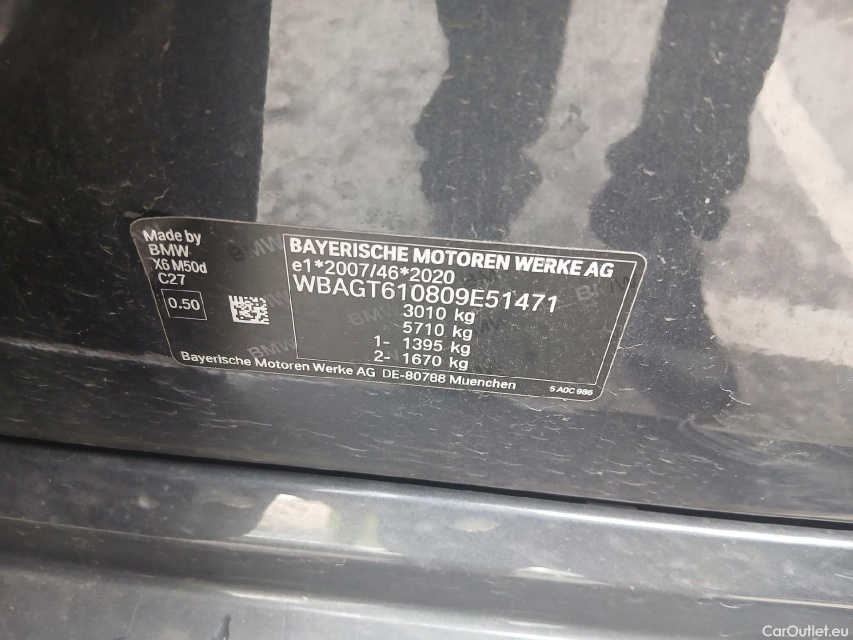 Made by
BMW
X6 M50d
C27
0.50
BAYERISCHE MOTOREN WERKE AG
e1*2007/46*2020
WBAGT610809E51471
3010 kg
5710 kg
1- 1395 kg
2- 1670 kg
Bayerische Motoren Werke AG DE-80788 Muenchen
5 A0C 986
CarOutlet.eu